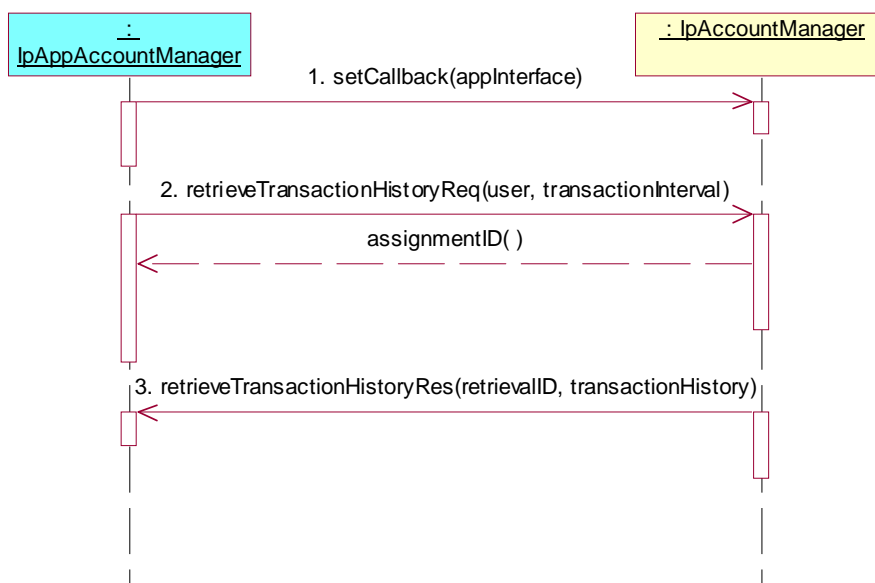 :
IpAppAccountManager
: IpAccountManager
1. setCallback(appInterface)
2. retrieveTransactionHistoryReq(user, transactionInterval)
assignmentID( )
3. retrieveTransactionHistoryRes(retrievalID, transactionHistory)